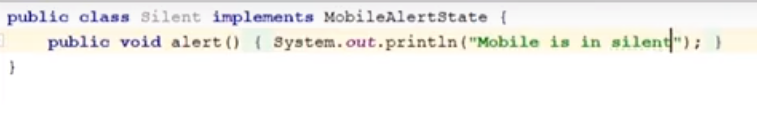 public class Silent implements MobileAlertState {
public void alert() { System.out.println("Mobile is in silent"); }
}